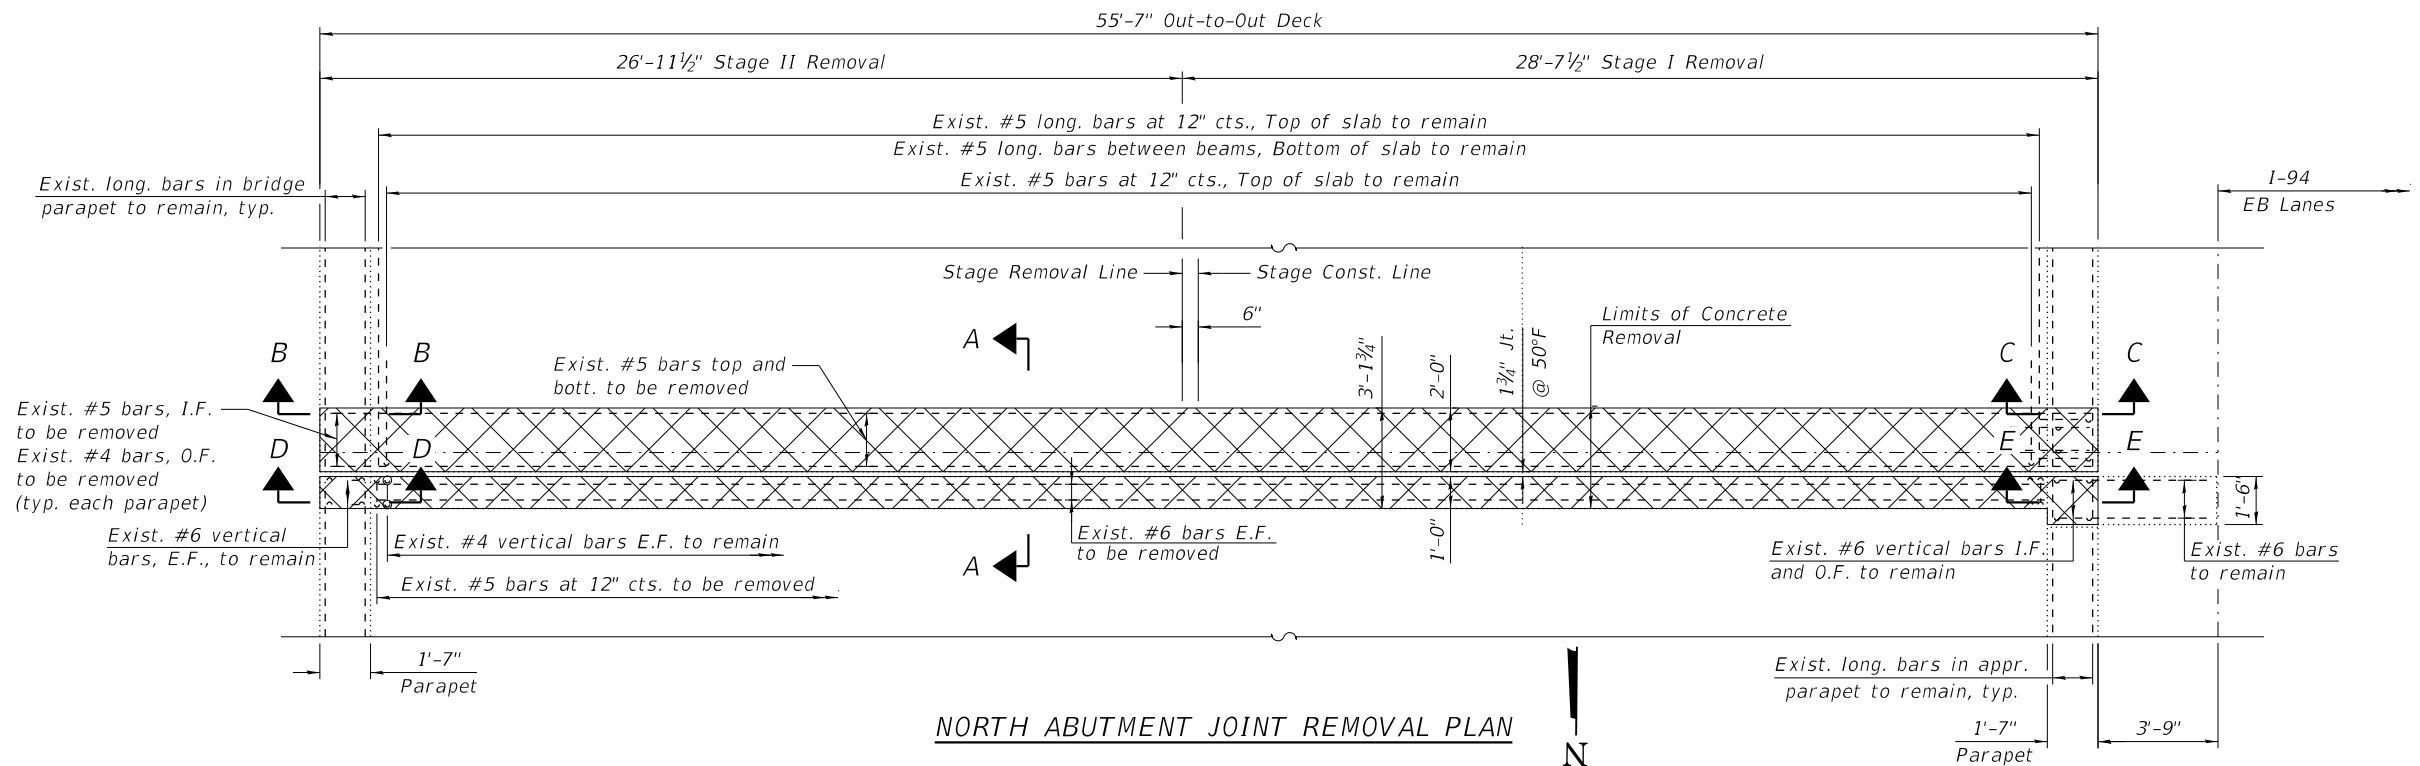 55'-7" Out-to-Out Deck
26'-11½" Stage II Removal
28'-7½" Stage I Removal
Exist. #5 long. bars at 12" cts., Top of slab to remain
Exist. #5 long. bars between beams, Bottom of slab to remain
Exist. #5 bars at 12" cts., Top of slab to remain
Exist. long. bars in bridge
parapet to remain, typ.
I-94
EB Lanes
Stage Removal Line
Stage Const. Line
6"
A
Limits of Concrete
Removal
3'-1¾"
2'-0"
1¾" Jt.
@ 50°F
B
B
C
C
Exist. #5 bars top and
bott. to be removed
Exist. #5 bars, I.F.
to be removed
Exist. #4 bars, O.F.
to be removed
(typ. each parapet)
D
D
E
E
Exist. #6 vertical
bars, E.F., to remain
Exist. #4 vertical bars E.F. to remain
Exist. #5 bars at 12" cts. to be removed
A
Exist. #6 bars E.F.
to be removed
1'-0"
Exist. #6 vertical bars I.F.
and O.F. to remain
1'-6"
Exist. #6 bars
to remain
1'-7"
Parapet
Exist. long. bars in appr.
parapet to remain, typ.
1'-7"
Parapet
3'-9"
NORTH ABUTMENT JOINT REMOVAL PLAN
N